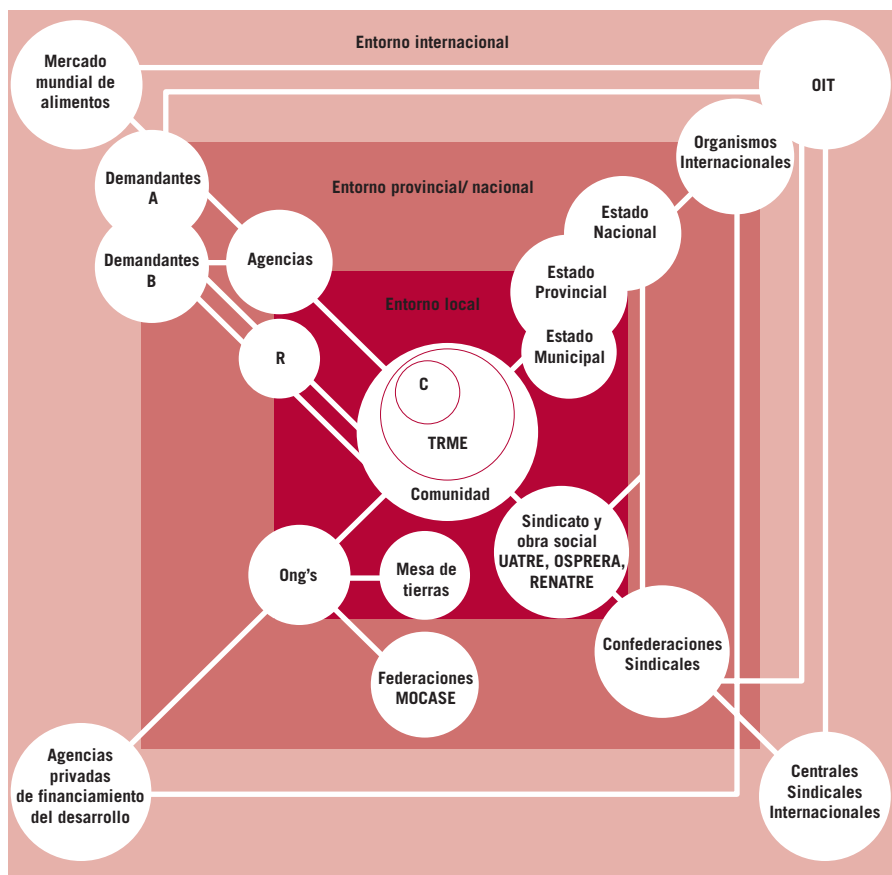 Entorno internacional
Mercado
mundial de
alimentos
OIT
Organismos
Internacionales
Demandantes
A
Entorno provincial/ nacional
Estado
Nacional
Demandantes
B
Agencias
Estado
Provincial
Entorno local
Estado
Municipal
R
C
TRME
Comunidad
Sindicato y
obra social
UATRE, OSPRERA,
RENATRE
Ong's
Mesa de
tierras
Confederaciones
Sindicales
Federaciones
MOCASE
Agencias
privadas
de financiamiento
del desarrollo
Centrales
Sindicales
Internacionales